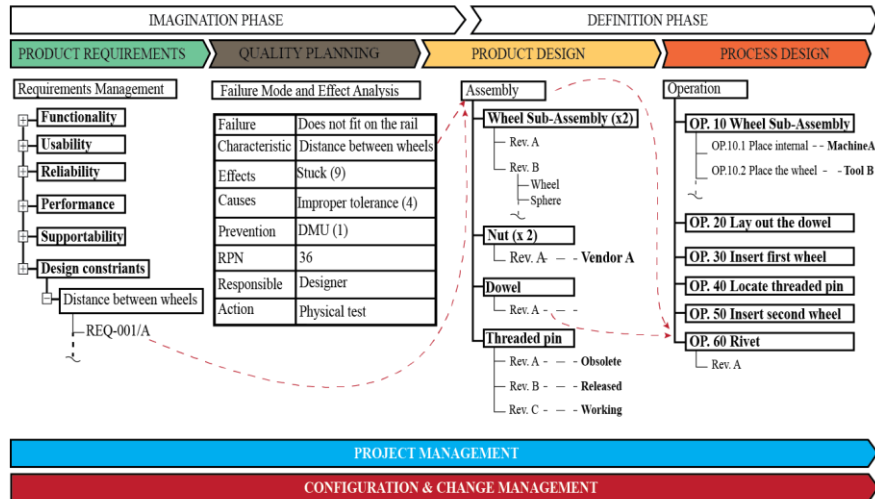 IMAGINATION PHASE
DEFINITION PHASE
PRODUCT REQUIREMENTS
QUALITY PLANNING
PRODUCT DESIGN
PROCESS DESIGN
Requirements Management
Functionality
Usability
Reliability
Performance
Supportability
Design constriants
Distance between wheels
REQ-001/A
Failure Mode and Effect Analysis
Failure Does not fit on the rail
Characteristic Distance between wheels
Effects Stuck (9)
Causes Improper tolerance (4)
Prevention DMU (1)
RPN 36
Responsible Designer
Action Physical test
Assembly
Wheel Sub-Assembly (x2)
Rev. A
Rev. B
Wheel
Sphere
Nut (x 2)
Rev. A - - - Vendor A
Dowel
Rev. A - - -
Threaded pin
Rev. A - - - Obsolete
Rev. B - - - Released
Rev. C - - - Working
Operation
OP. 10 Wheel Sub-Assembly
OP.10.1 Place internal - - MachineA
OP.10.2 Place the wheel - - Tool B
OP. 20 Lay out the dowel
OP. 30 Insert first wheel
OP. 40 Locate threaded pin
OP. 50 Insert second wheel
OP. 60 Rivet
Rev. A
PROJECT MANAGEMENT
CONFIGURATION & CHANGE MANAGEMENT